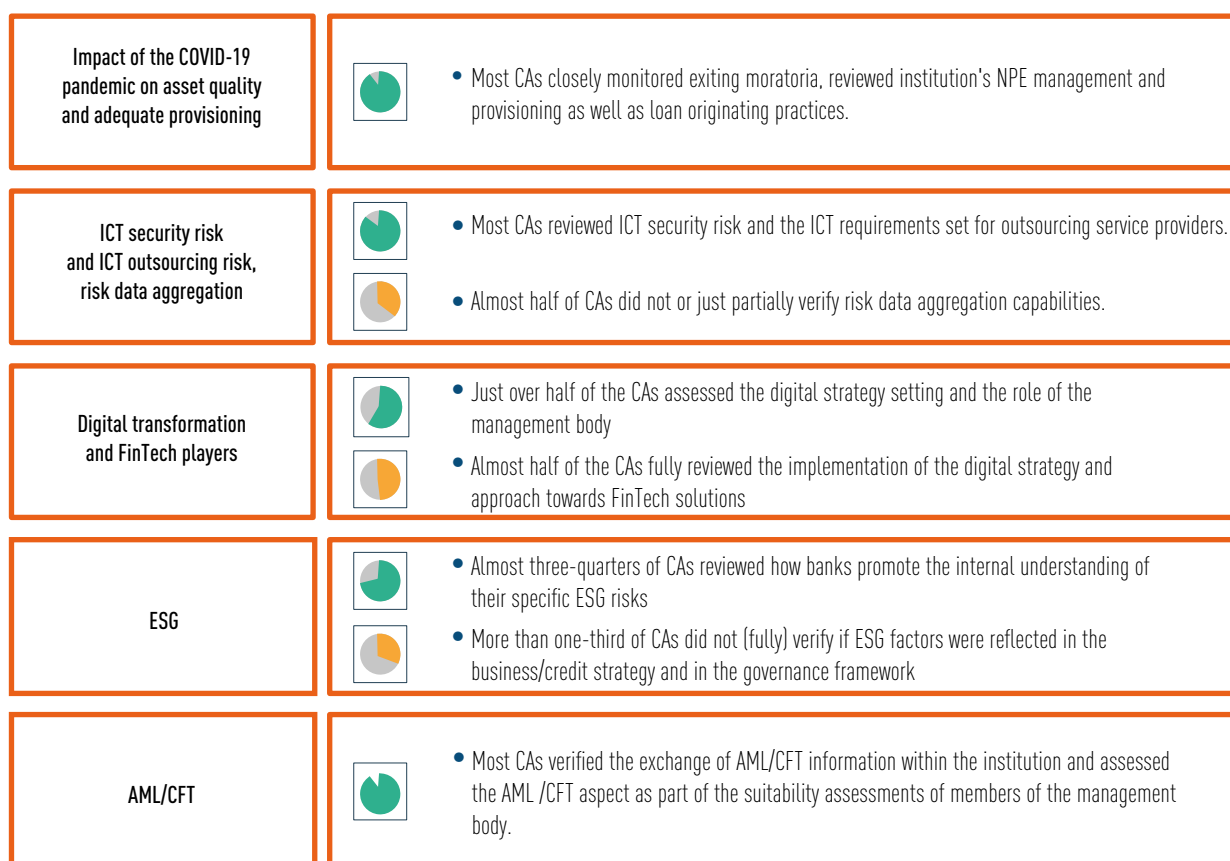 Impact of the COVID-19
pandemic on asset quality
and adequate provisioning
• Most CAs closely monitored exiting moratoria, reviewed institution's NPE management and
provisioning as well as loan originating practices.
ICT security risk
and ICT outsourcing risk,
risk data aggregation
• Most CAs reviewed ICT security risk and the ICT requirements set for outsourcing service providers.
• Almost half of CAs did not or just partially verify risk data aggregation capabilities.
Digital transformation
and FinTech players
• Just over half of the CAs assessed the digital strategy setting and the role of the
management body
• Almost half of the CAs fully reviewed the implementation of the digital strategy and
approach towards FinTech solutions
ESG
• Almost three-quarters of CAs reviewed how banks promote the internal understanding of
their specific ESG risks
• More than one-third of CAs did not (fully) verify if ESG factors were reflected in the
business/credit strategy and in the governance framework
AML/CFT
• Most CAs verified the exchange of AML/CFT information within the institution and assessed
the AML /CFT aspect as part of the suitability assessments of members of the management
body.